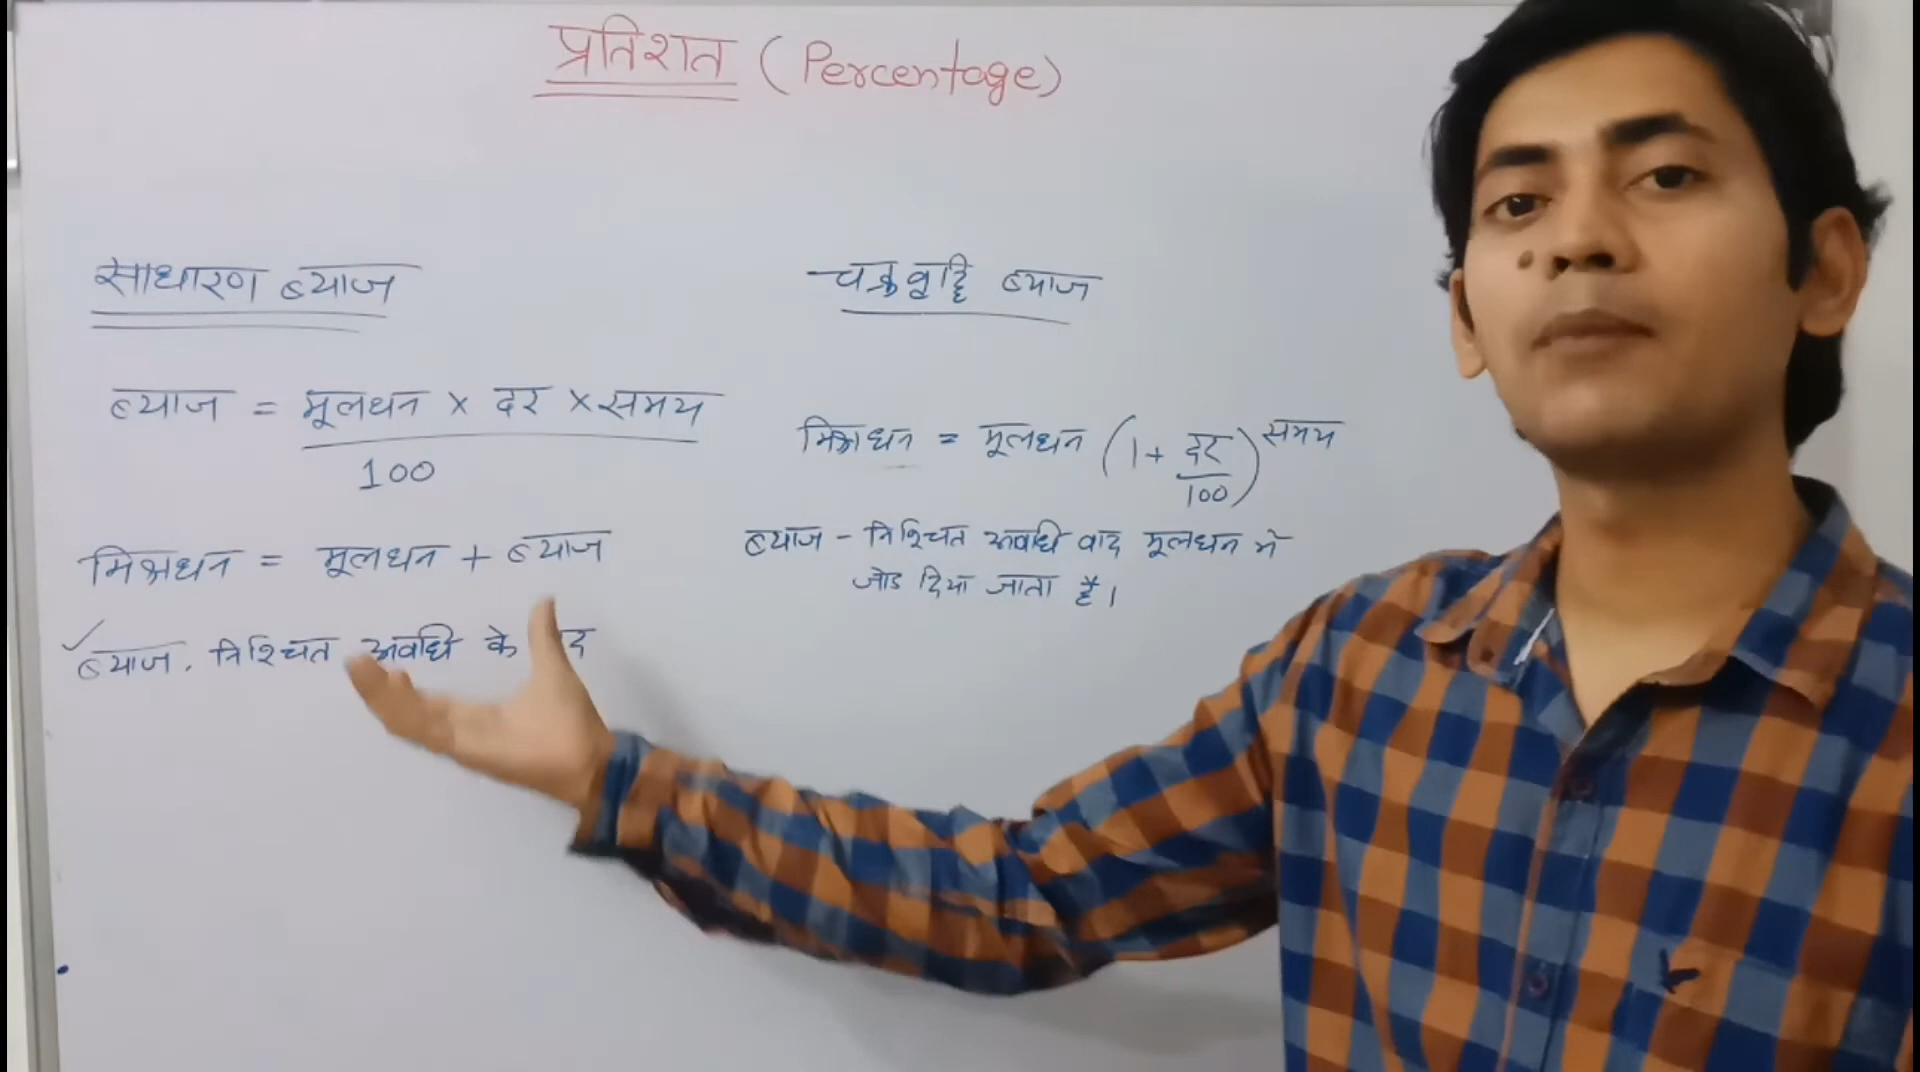 प्रतिशत (Percentage)
साधारण ब्याज
ब्याज = मूलधन × दर × समय
100
मिश्रधन = मूलधन + ब्याज
ब्याज . निश्चित अवधि के
चक्रवृद्धि ब्याज
मिश्रधन = मूलधन (1 + दर/100)^समय
ब्याज - निश्चित अवधि बाद मूलधन मे
जोड दिया जाता है।